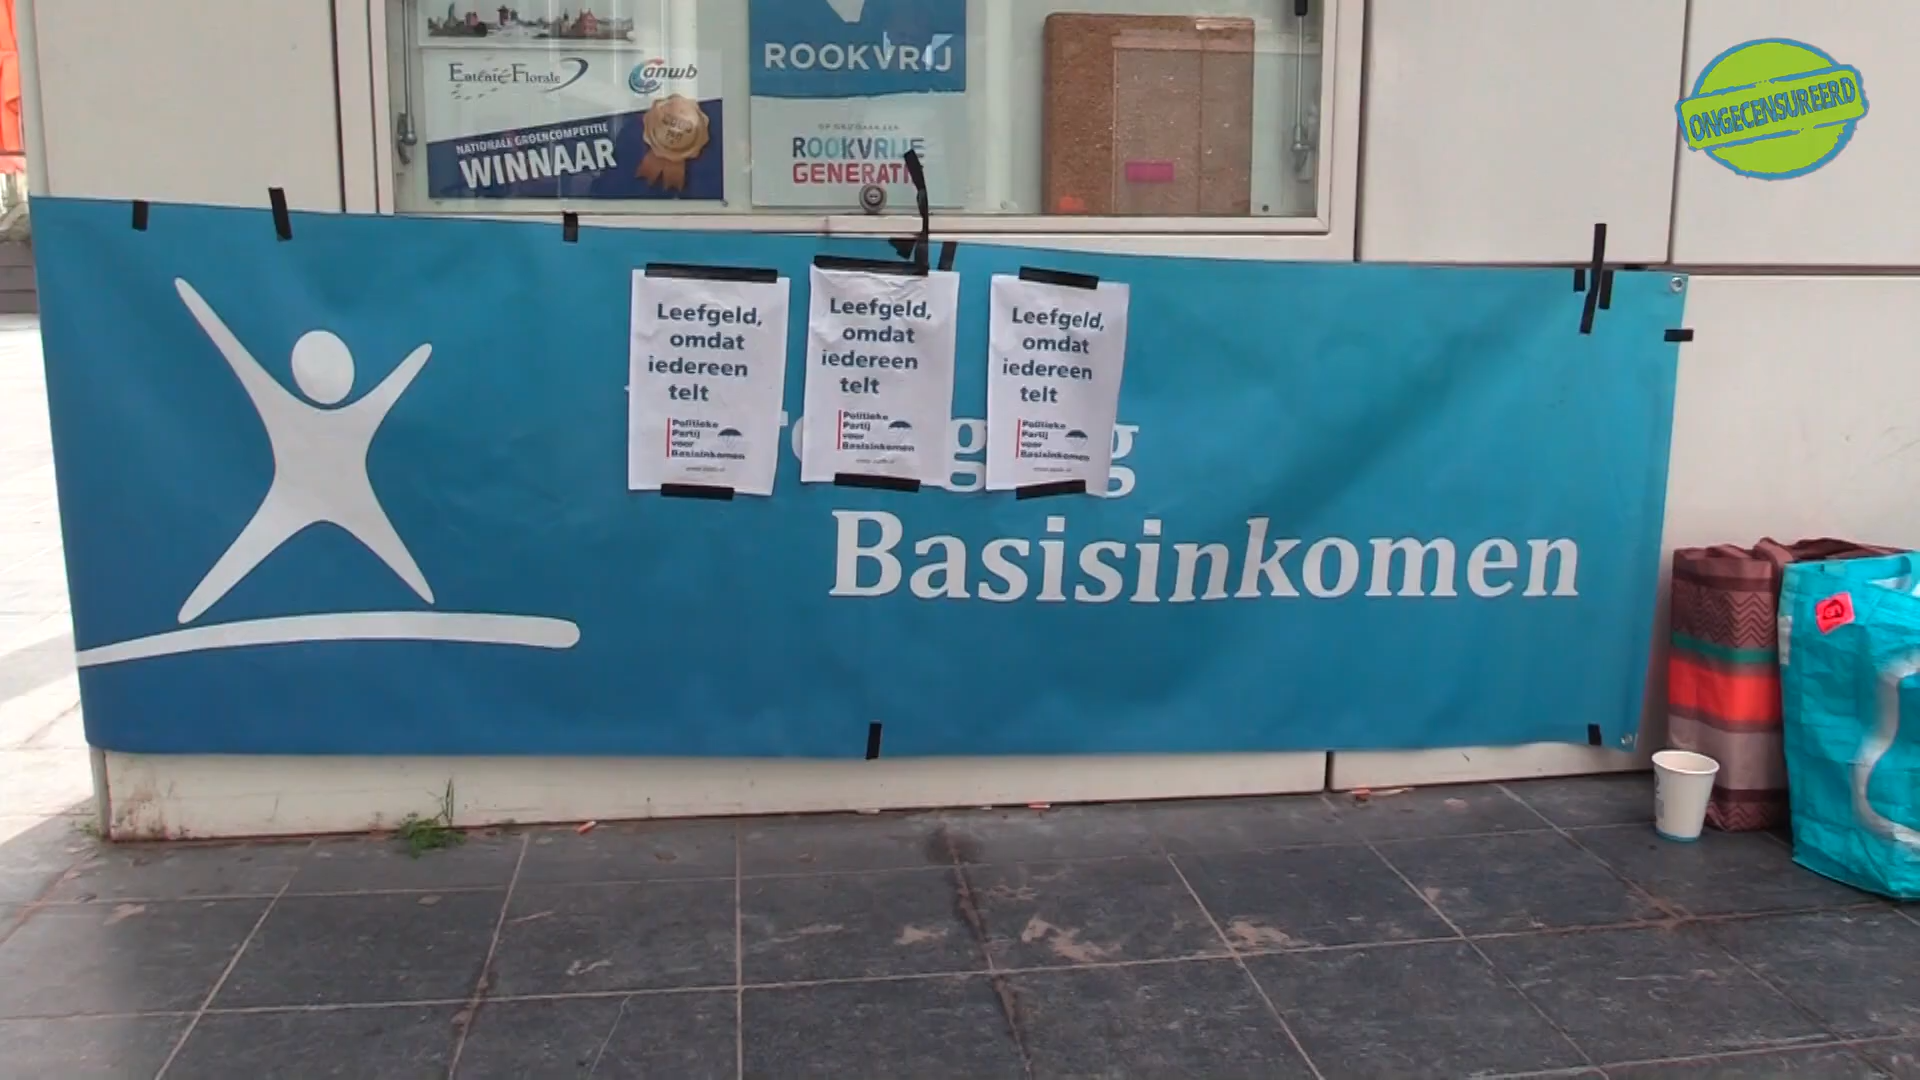 Entente Florale
anwb
NATIONALE GROENCOMPETITIE
WINNAAR
ROOKVRIJ
ROOKVRIJE
GENERATI
ONGECENSUREERD
Leefgeld,
omdat
iedereen
telt
Politieke
Partij
voor
Basisinkomen
Leefgeld,
omdat
iedereen
telt
Politieke
Partij
voor
Basisinkomen
Leefgeld,
omdat
iedereen
telt
Politieke
Partij
voor
Basisinkomen
Basisinkomen